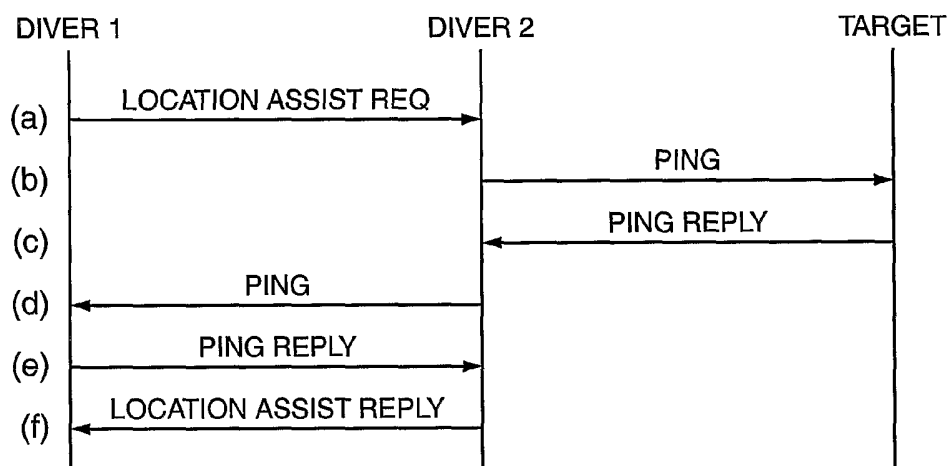 DIVER 1 DIVER 2 TARGET
(a) LOCATION ASSIST REQ
(b) PING
(c) PING REPLY
(d) PING
(e) PING REPLY
(f) LOCATION ASSIST REPLY